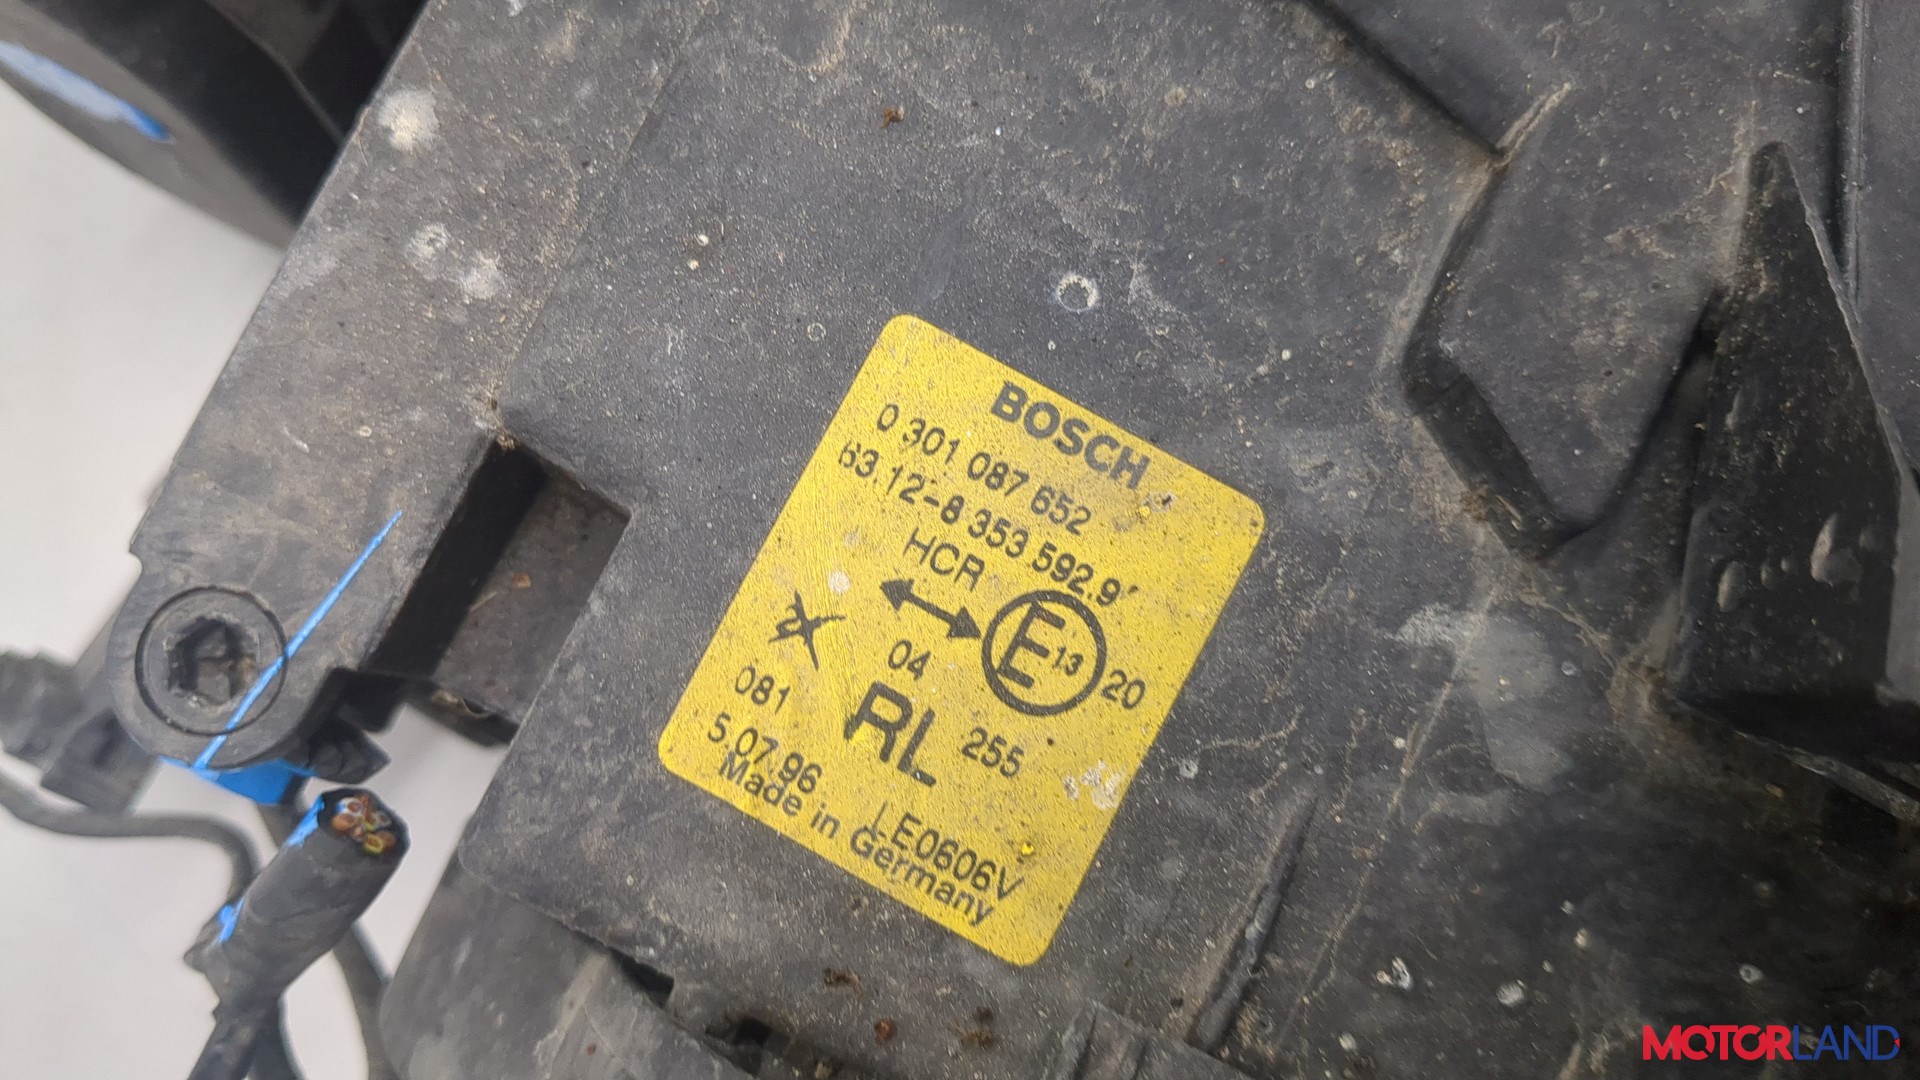 BOSCH
0 301 087 652
63.12-8 353 592.9
HCR
E 13 20
04
081 RL 255
5.07.96 LE0606V
Made in Germany
MOTORLAND